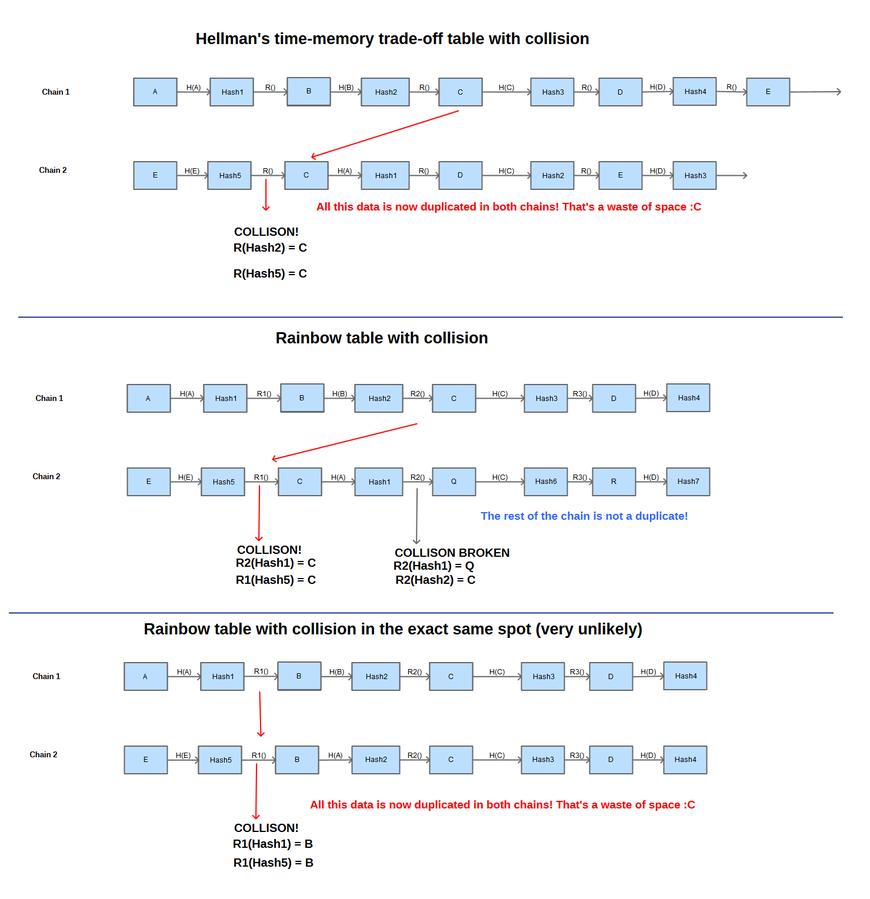 Hellman's time-memory trade-off table with collision
Chain 1 A H(A) Hash1 R() B H(B) Hash2 R() C H(C) Hash3 R() D H(D) Hash4 R() E
Chain 2 E H(E) Hash5 R() C H(A) Hash1 R() D H(C) Hash2 R() E H(D) Hash3
All this data is now duplicated in both chains! That's a waste of space :C
COLLISON!
R(Hash2) = C
R(Hash5) = C
Rainbow table with collision
Chain 1 A H(A) Hash1 R1() B H(B) Hash2 R2() C H(C) Hash3 R3() D H(D) Hash4
Chain 2 E H(E) Hash5 R1() C H(A) Hash1 R2() Q H(C) Hash6 R3() R H(D) Hash7
The rest of the chain is not a duplicate!
COLLISON!
R2(Hash1) = C
R1(Hash5) = C
COLLISION BROKEN
R2(Hash1) = Q
R2(Hash2) = C
Rainbow table with collision in the exact same spot (very unlikely)
Chain 1 A H(A) Hash1 R1() B H(B) Hash2 R2() C H(C) Hash3 R3() D H(D) Hash4
Chain 2 E H(E) Hash5 R1() B H(A) Hash2 R2() C H(C) Hash3 R3() D H(D) Hash4
All this data is now duplicated in both chains! That's a waste of space :C
COLLISON!
R1(Hash1) = B
R1(Hash5) = B